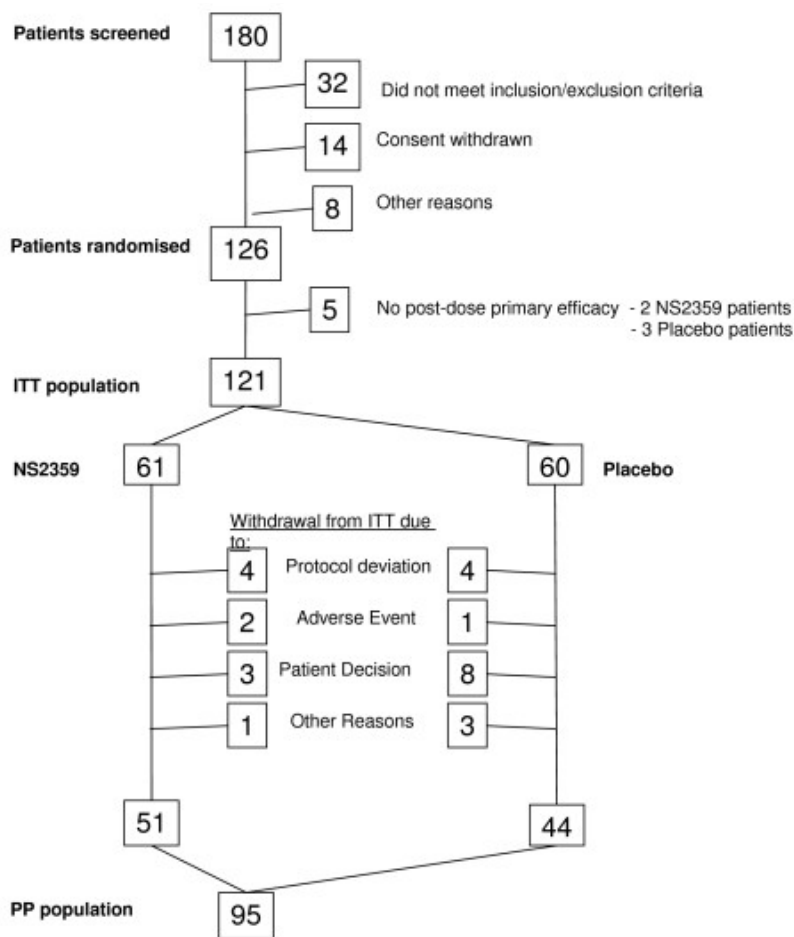 Patients screened
180
32
Did not meet inclusion/exclusion criteria
14
Consent withdrawn
8
Other reasons
Patients randomised
126
5
No post-dose primary efficacy - 2 NS2359 patients
- 3 Placebo patients
ITT population
121
NS2359
61
60
Placebo
Withdrawal from ITT due
to:
4 Protocol deviation 4
2 Adverse Event 1
3 Patient Decision 8
1 Other Reasons 3
51
44
PP population
95